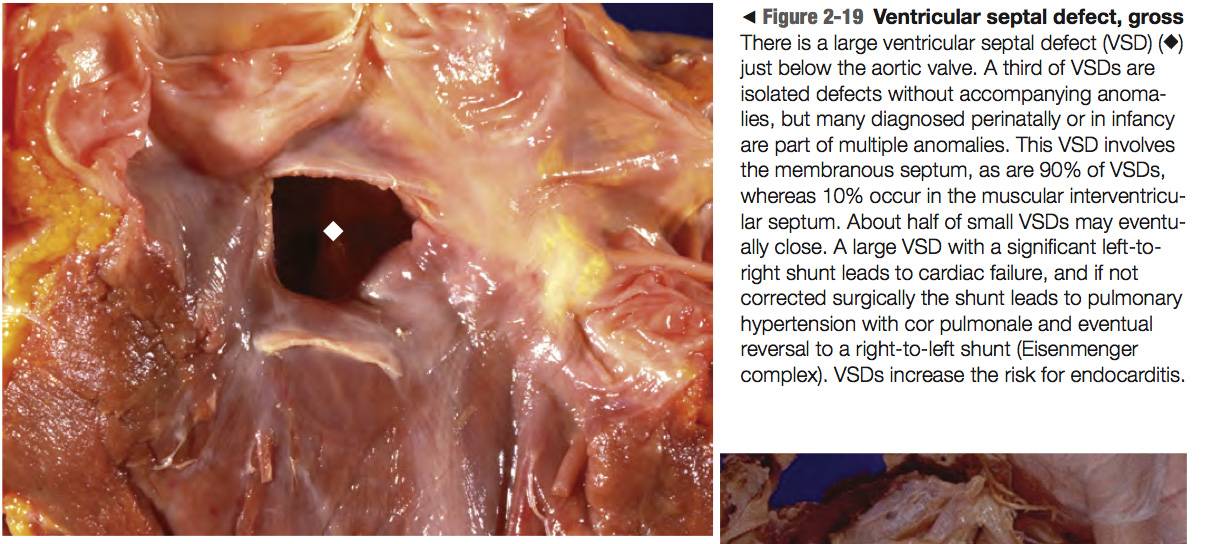 ◄ Figure 2-19 Ventricular septal defect, gross
There is a large ventricular septal defect (VSD) (◆)
just below the aortic valve. A third of VSDs are
isolated defects without accompanying anoma-
lies, but many diagnosed perinatally or in infancy
are part of multiple anomalies. This VSD involves
the membranous septum, as are 90% of VSDs,
whereas 10% occur in the muscular interventricu-
lar septum. About half of small VSDs may eventu-
ally close. A large VSD with a significant left-to-
right shunt leads to cardiac failure, and if not
corrected surgically the shunt leads to pulmonary
hypertension with cor pulmonale and eventual
reversal to a right-to-left shunt (Eisenmenger
complex). VSDs increase the risk for endocarditis.